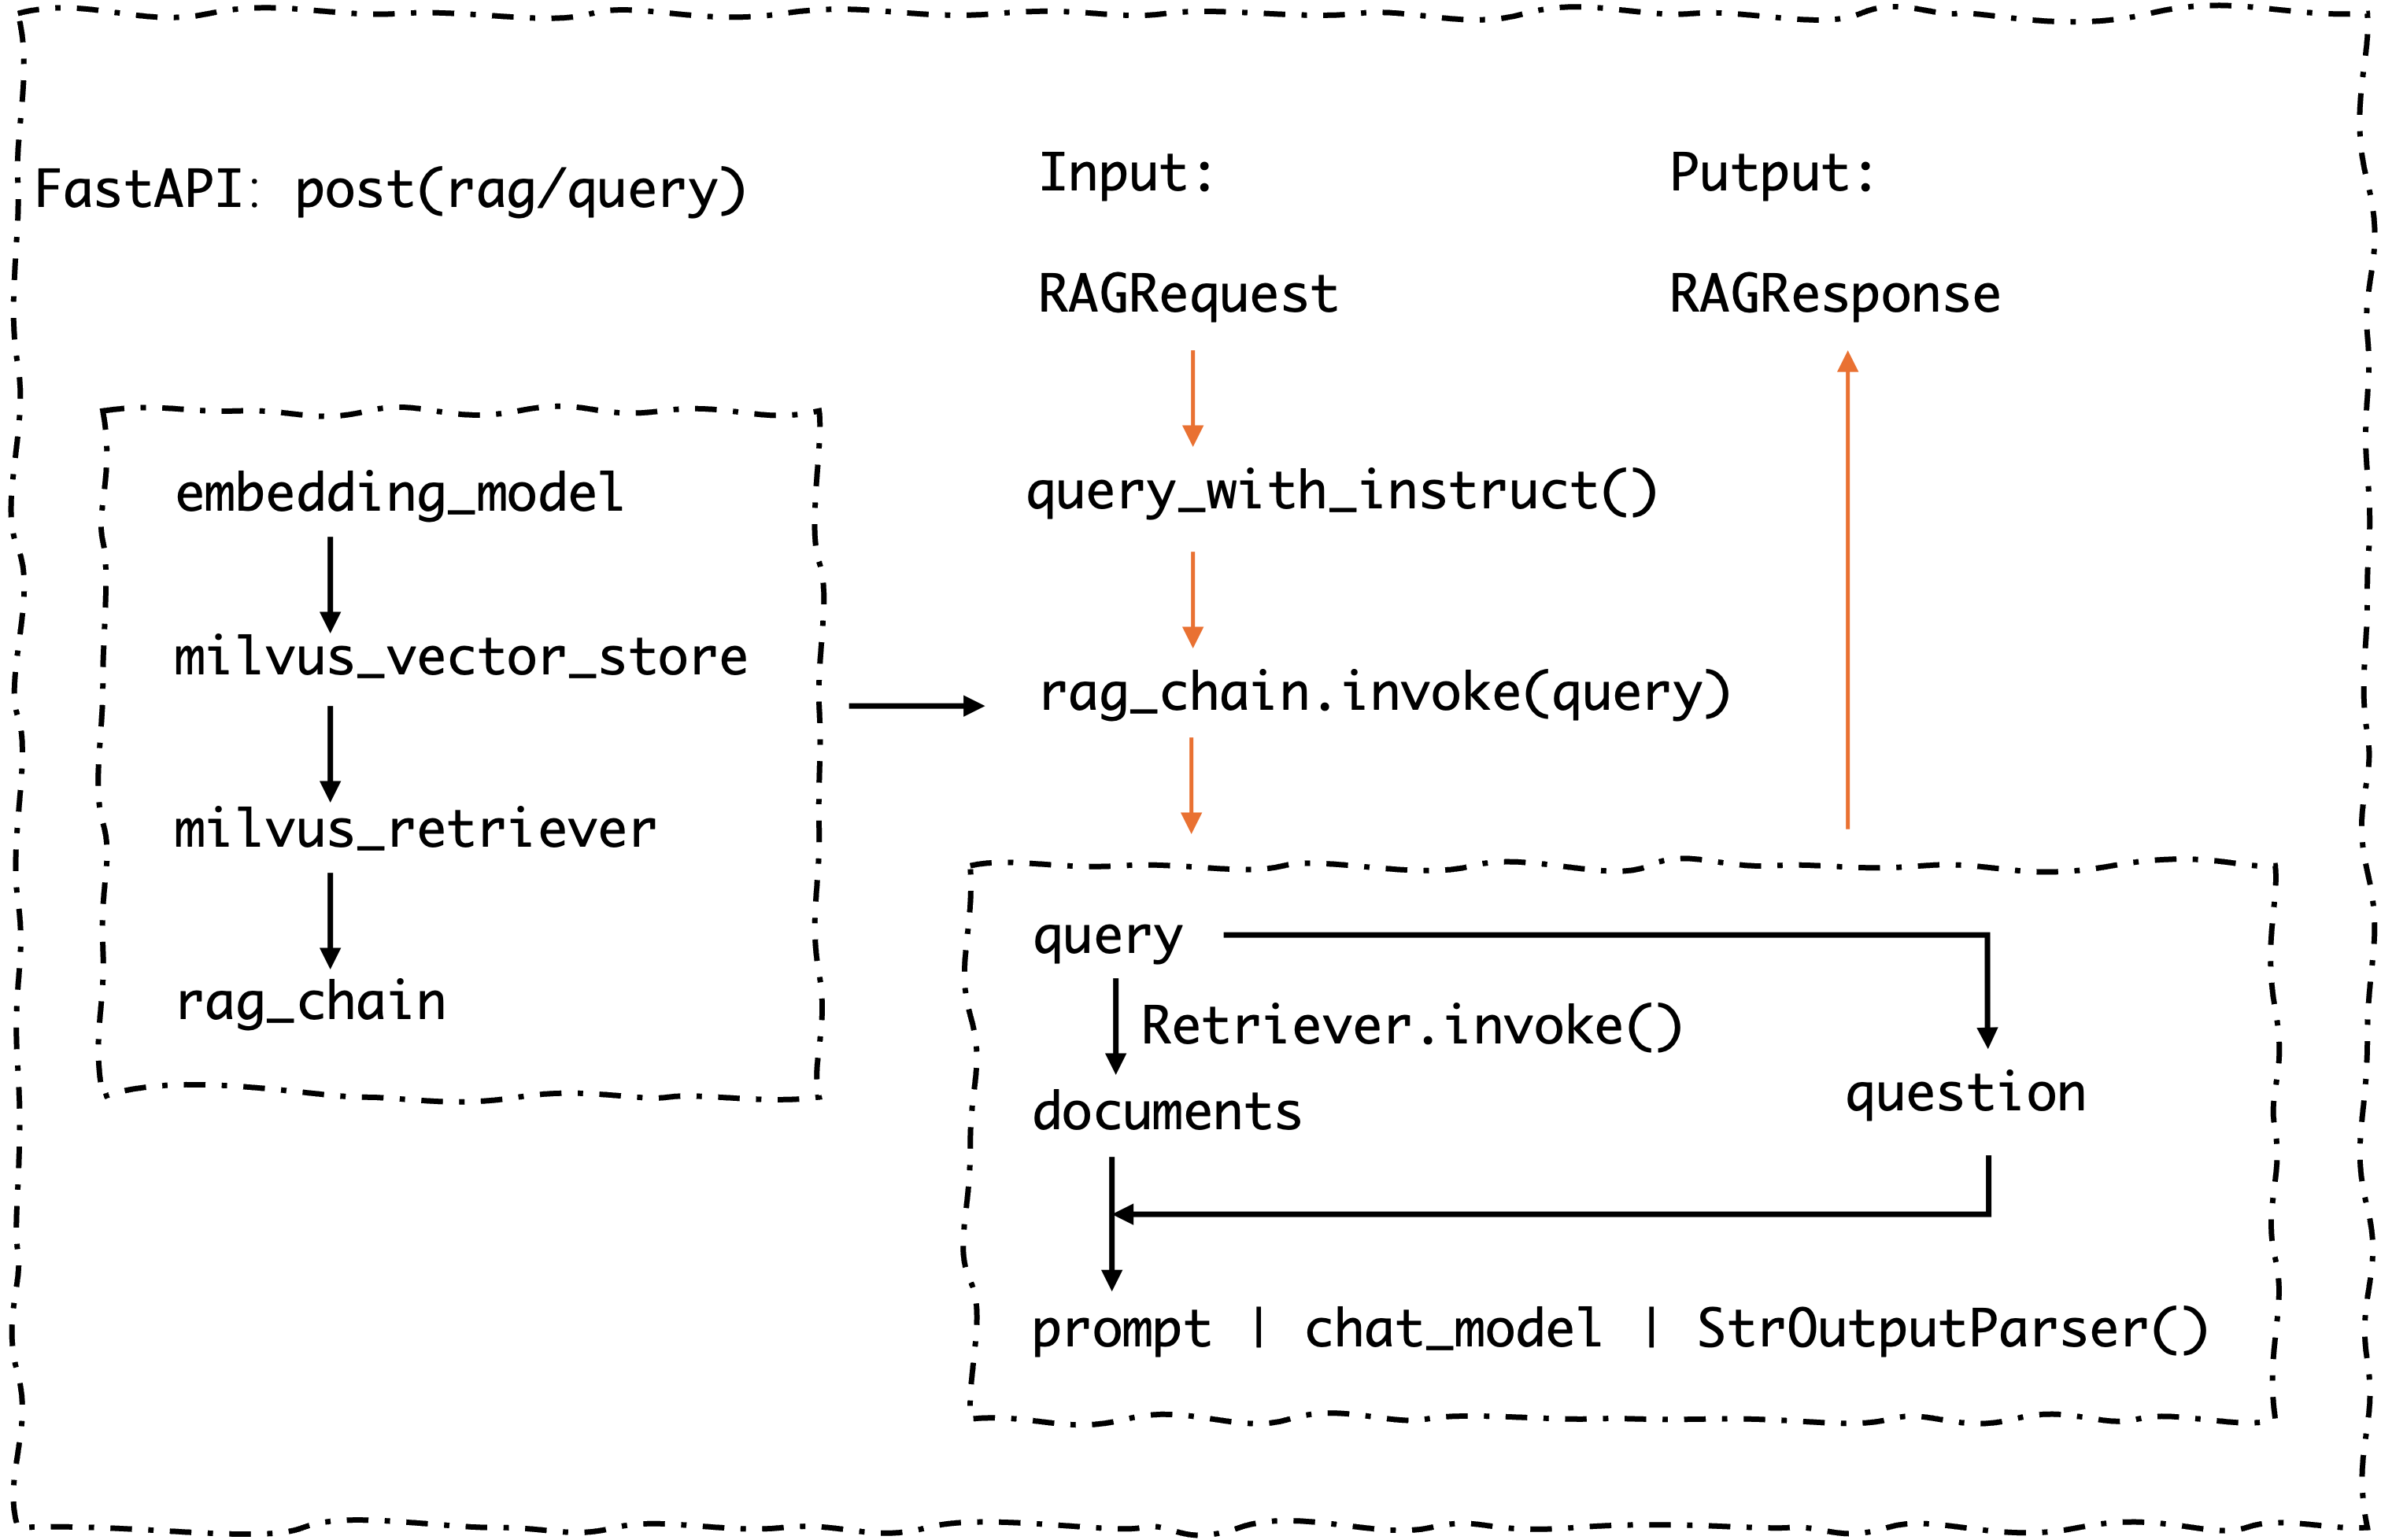 FastAPI: post(rag/query)
Input:
Putput:
RAGRequest
RAGResponse
embedding_model
milvus_vector_store
milvus_retriever
rag_chain
query_with_instruct()
rag_chain.invoke(query)
query
Retriever.invoke()
documents
question
prompt | chat_model | StrOutputParser()